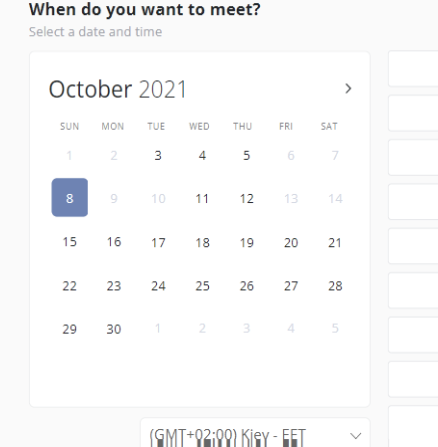 When do you want to meet?
Select a date and time
October 2021
SUN MON TUE WED THU FRI SAT
1 2 3 4 5 6 7
8 9 10 11 12 13 14
15 16 17 18 19 20 21
22 23 24 25 26 27 28
29 30 1 2 3 4 5
(GMT+02:00) Kiev - EET